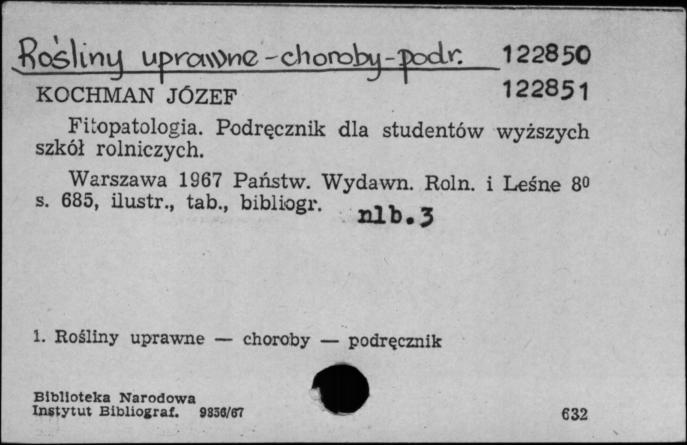 Rośliny uprawne - choroby - podr. 122850
KOCHMAN JÓZEF 122851
Fitopatologia. Podręcznik dla studentów wyższych
szkół rolniczych.
Warszawa 1967 Państw. Wydawn. Roln. i Leśne 8⁰
s. 685, ilustr., tab., bibliogr. nlb. 3
1. Rośliny uprawne — choroby — podręcznik
Biblioteka Narodowa
Instytut Bibliograf. 9856/67 632